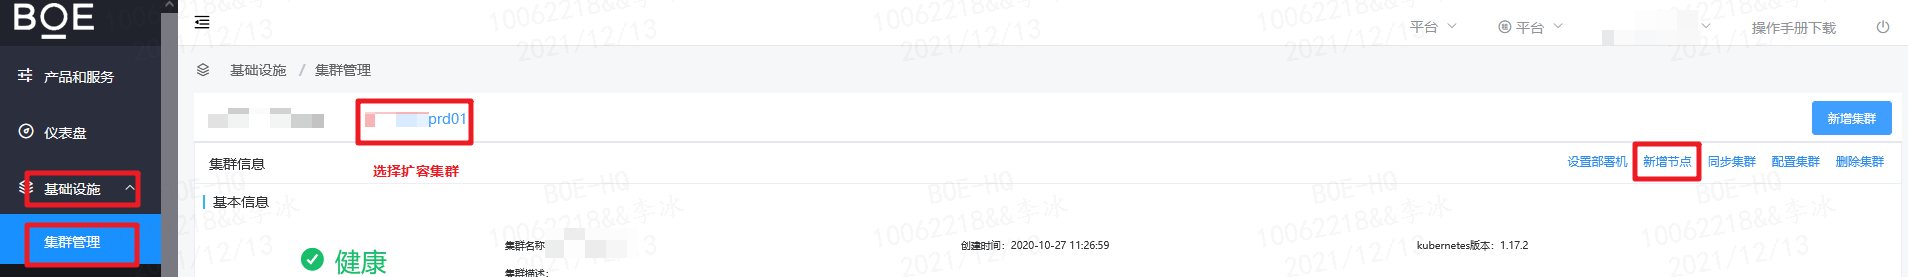 BOE
平台 平台 操作手册下载
产品和服务
基础设施 / 集群管理
prd01
新增集群
仪表盘
集群信息
选择扩容集群
设置部署机 新增节点 同步集群 配置集群 删除集群
基础设施
基本信息
集群管理
健康
集群名称
创建时间：2020-10-27 11:26:59
kubernetes版本：1.17.2
集群描述：
10062218&&李冰
2021/12/13
BOE-HQ
10062218&&李冰
2021/12/13